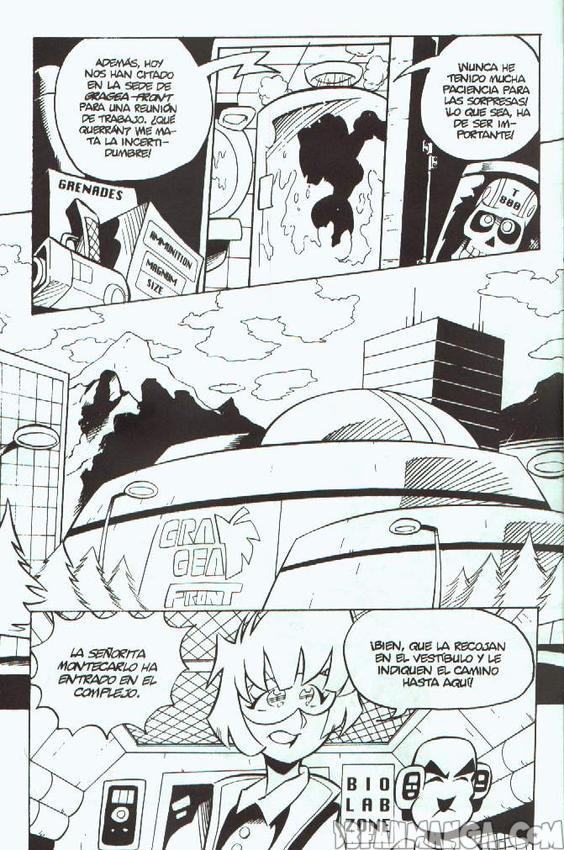 ADEMÁS, HOY
NOS HAN CITADO
EN LA SEDE DE
GRAGEA-FRONT
PARA UNA REUNIÓN
DE TRABAJO. ¿QUÉ
QUERRÁN? ¡ME MA-
TA LA INCERTI-
DUMBRE!
¡NUNCA HE
TENIDO MUCHA
PACIENCIA PARA
LAS SORPRESAS!
¡LO QUE SEA, HA
DE SER IM-
PORTANTE!
GRENADES
AMMUNITION
MAGNUM
SIZE
T
888
GRA
GEA
FRONT
LA SEÑORITA
MONTECARLO HA
ENTRADO EN EL
COMPLEJO.
¡BIEN, QUE LA RECOJAN
EN EL VESTÍBULO Y LE
INDIQUEN EL CAMINO
HASTA AQUÍ!
BIO
LAB
ZONE
ESPANMANGA.COM